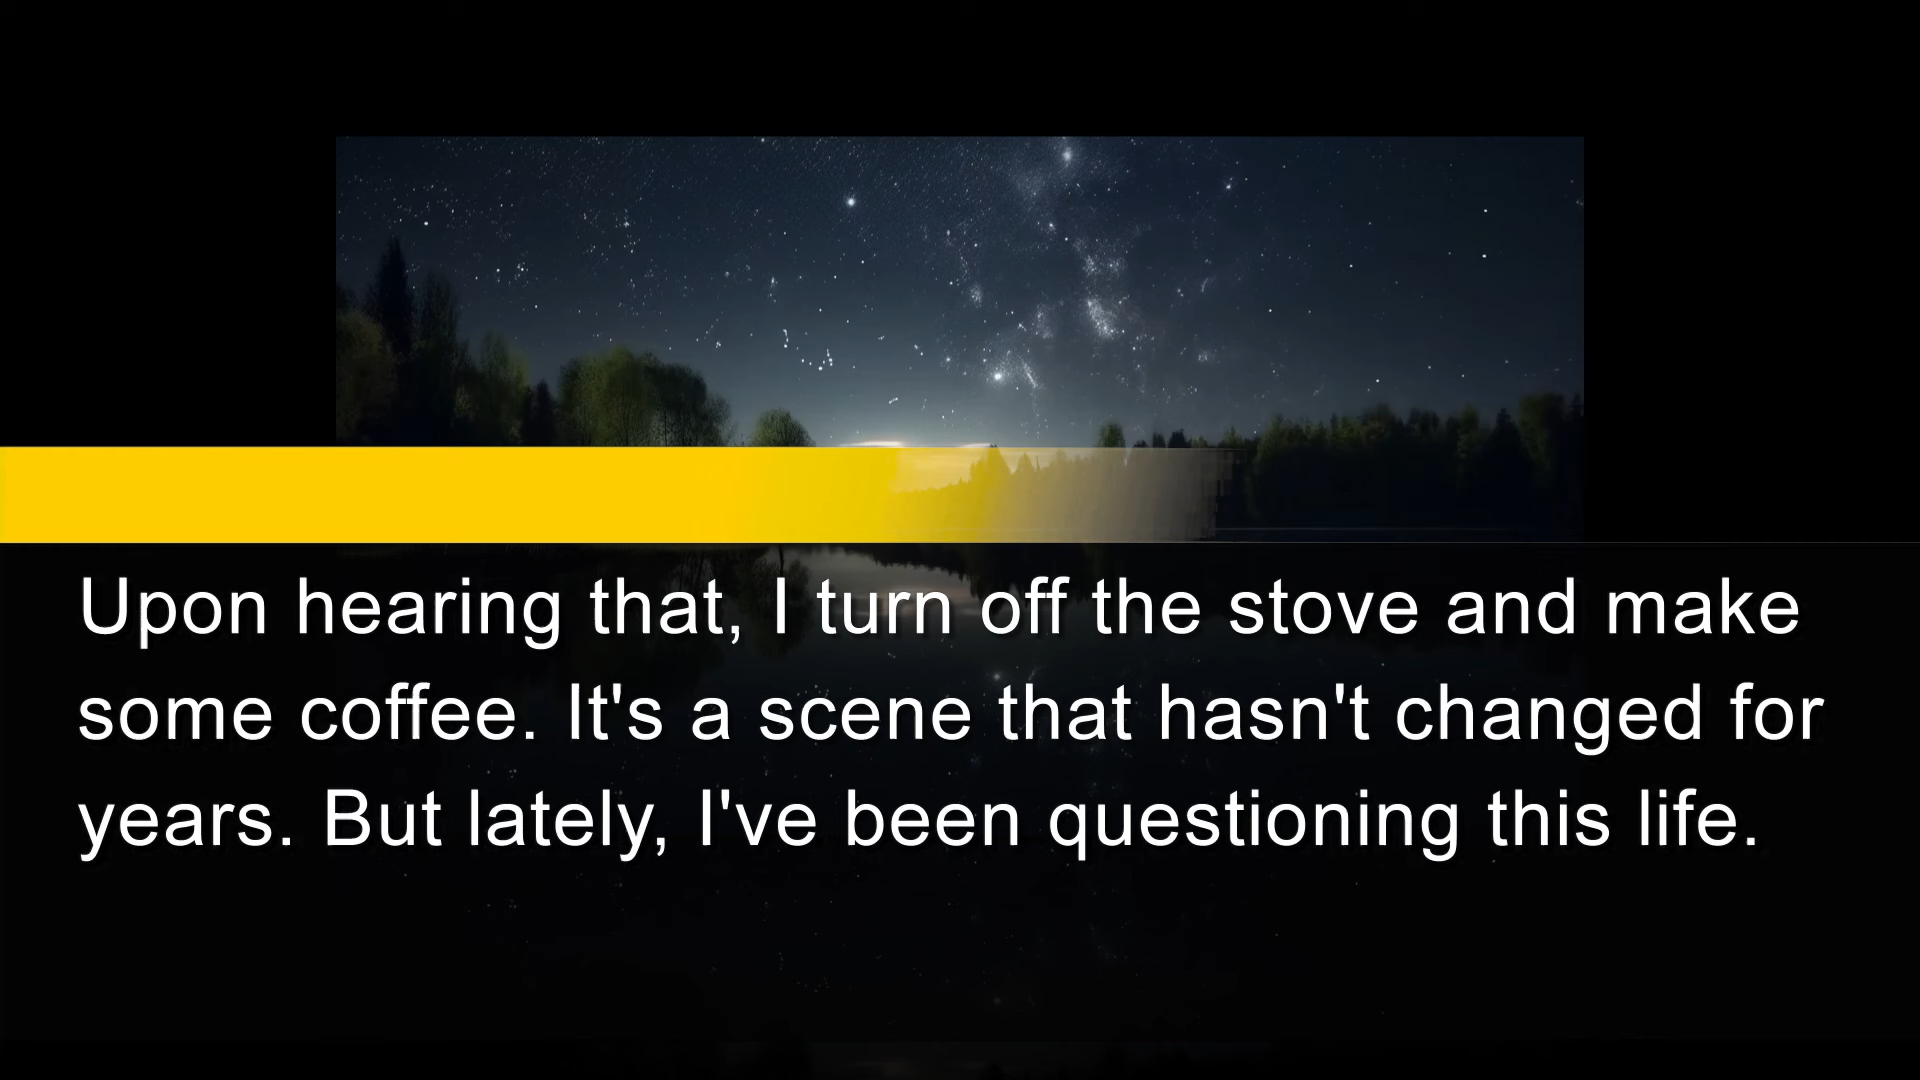 Upon hearing that, I turn off the stove and make
some coffee. It's a scene that hasn't changed for
years. But lately, I've been questioning this life.